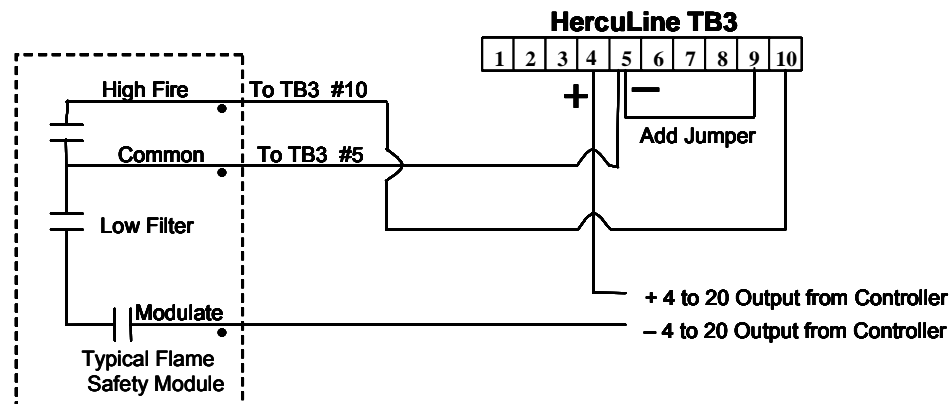 HercuLine TB3
1 2 3 4 5 6 7 8 9 10
+ –
Add Jumper
High Fire
To TB3 #10
Common
To TB3 #5
Low Filter
Modulate
Typical Flame
Safety Module
+ 4 to 20 Output from Controller
– 4 to 20 Output from Controller